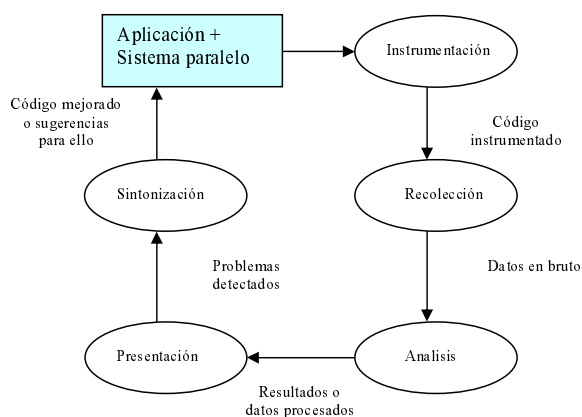 Aplicación +
Sistema paralelo
Instrumentación
Código mejorado
o sugerencias
para ello
Código
instrumentado
Sintonización
Recolección
Problemas
detectados
Datos en bruto
Presentación
Analisis
Resultados o
datos procesados